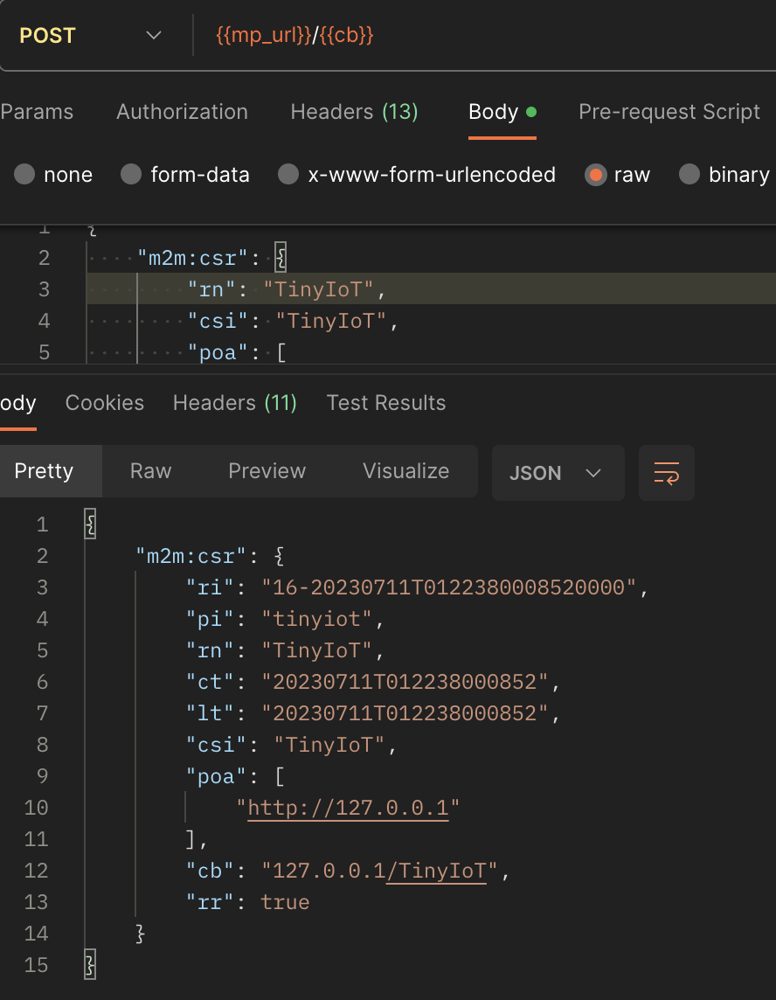 POST {{mp_url}}/{{cb}}
Params Authorization Headers (13) Body Pre-request Script
none form-data x-www-form-urlencoded raw binary
1 {
2 "m2m:csr": {
3 "rn": "TinyIoT",
4 "csi": "TinyIoT",
5 "poa": [
ody Cookies Headers (11) Test Results
Pretty Raw Preview Visualize JSON
1 {
2 "m2m:csr": {
3 "ri": "16-20230711T0122380008520000",
4 "pi": "tinyiot",
5 "rn": "TinyIoT",
6 "ct": "20230711T012238000852",
7 "lt": "20230711T012238000852",
8 "csi": "TinyIoT",
9 "poa": [
10 "http://127.0.0.1"
11 ],
12 "cb": "127.0.0.1/TinyIoT",
13 "rr": true
14 }
15 }